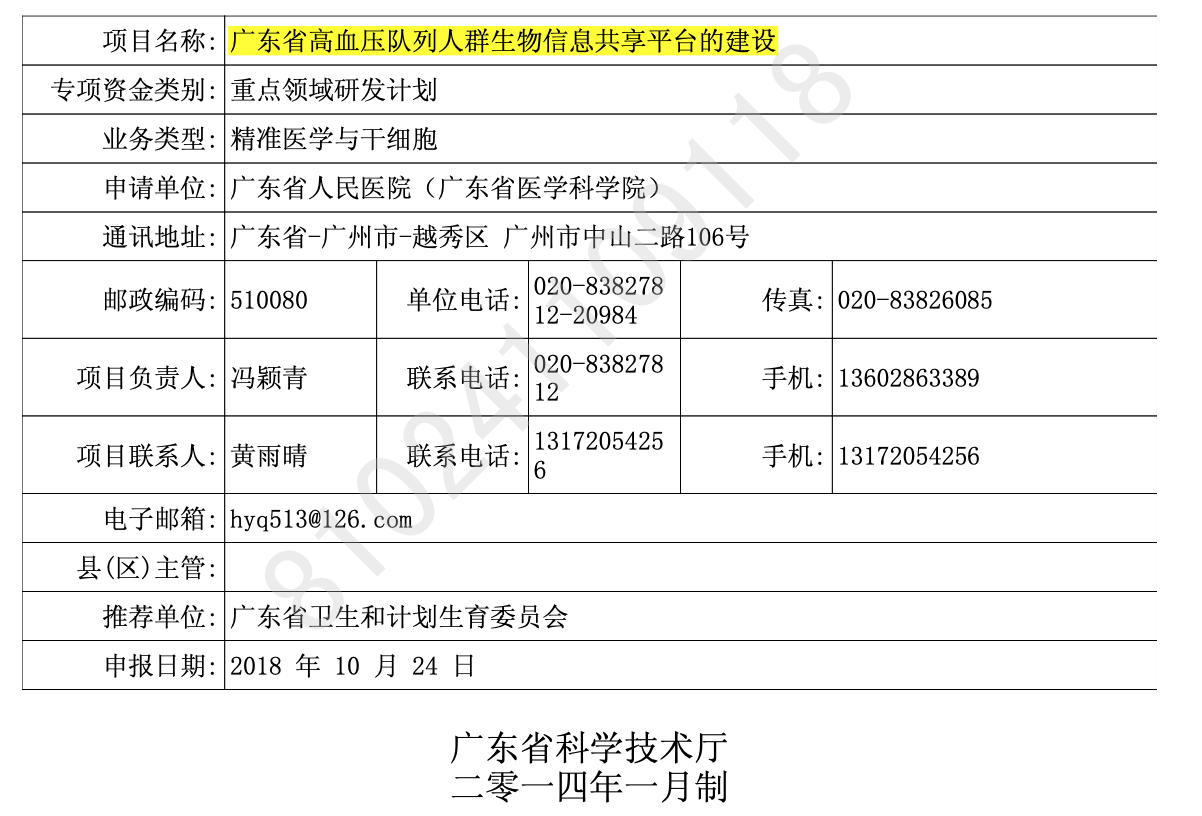 项目名称: 广东省高血压队列人群生物信息共享平台的建设
专项资金类别: 重点领域研发计划
业务类型: 精准医学与干细胞
申请单位: 广东省人民医院（广东省医学科学院）
通讯地址: 广东省-广州市-越秀区 广州市中山二路106号
邮政编码: 510080 单位电话: 020-838278 传真: 020-83826085
12-20984
项目负责人: 冯颖青 联系电话: 020-838278 手机: 13602863389
12
项目联系人: 黄雨晴 联系电话: 1317205425 手机: 13172054256
6
电子邮箱: hyq513@126.com
县(区)主管:
推荐单位: 广东省卫生和计划生育委员会
申报日期: 2018 年 10 月 24 日
广东省科学技术厅
二零一四年一月制
8102411109118